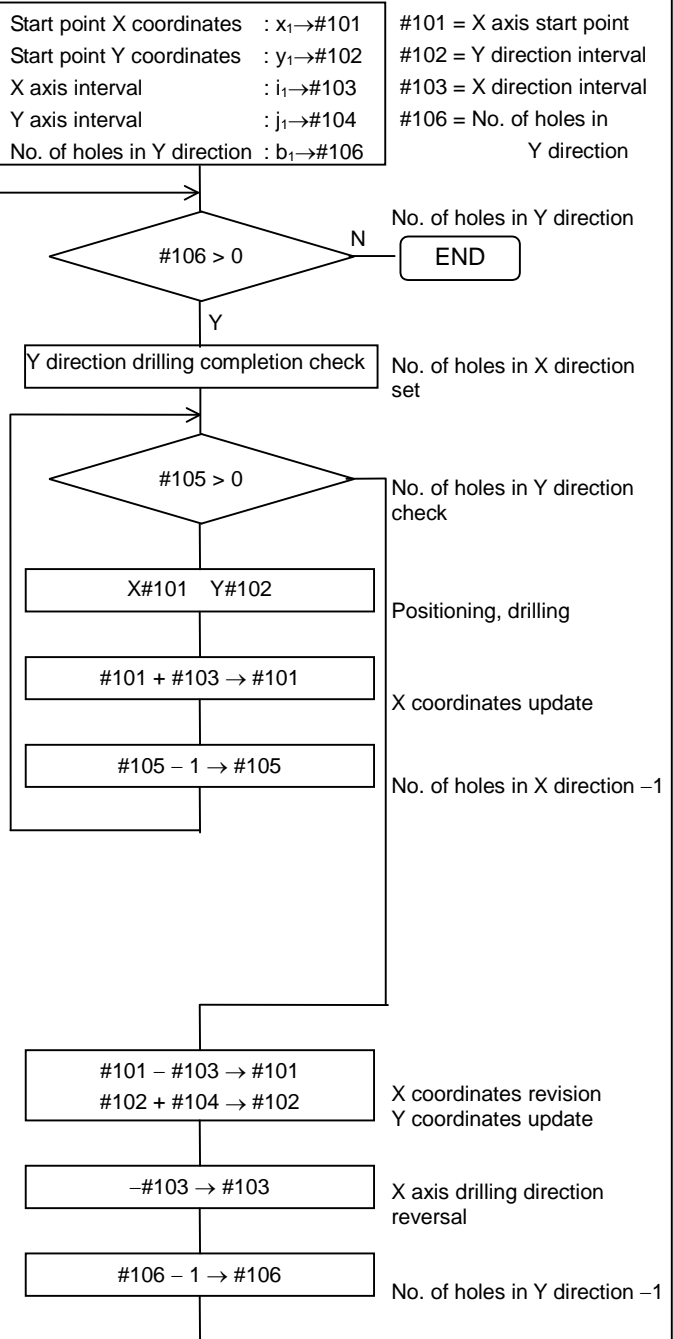 Start point X coordinates : x₁→#101 #101 = X axis start point
Start point Y coordinates : y₁→#102 #102 = Y direction interval
X axis interval : i₁→#103 #103 = X direction interval
Y axis interval : j₁→#104 #106 = No. of holes in
No. of holes in Y direction : b₁→#106 Y direction
No. of holes in Y direction
#106 > 0 N END
Y
Y direction drilling completion check No. of holes in X direction
set
#105 > 0 No. of holes in Y direction
check
X#101 Y#102
Positioning, drilling
#101 + #103 → #101
X coordinates update
#105 − 1 → #105
No. of holes in X direction −1
#101 − #103 → #101
#102 + #104 → #102 X coordinates revision
Y coordinates update
−#103 → #103 X axis drilling direction
reversal
#106 − 1 → #106
No. of holes in Y direction −1